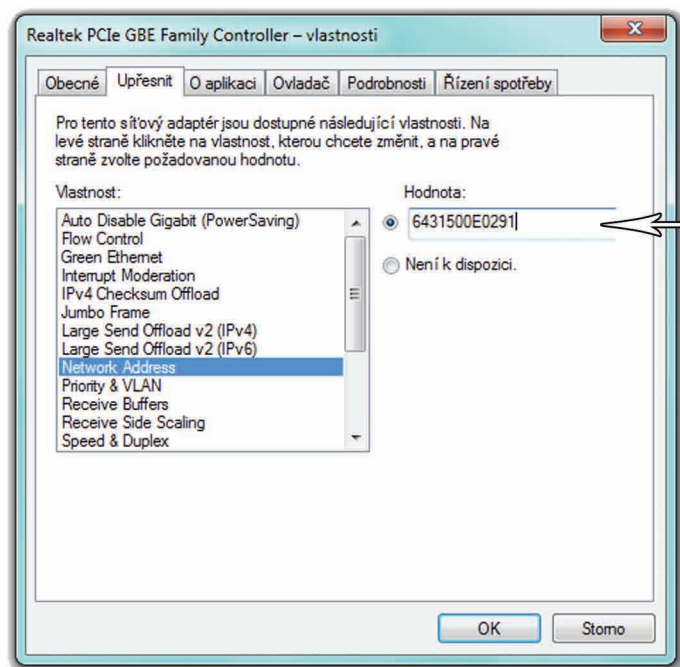 Realtek PCIe GBE Family Controller – vlastnosti
Obecné Upřesnit O aplikaci Ovladač Podrobnosti Řízení spotřeby
Pro tento síťový adaptér jsou dostupné následující vlastnosti. Na
levé straně klikněte na vlastnost, kterou chcete změnit, a na pravé
straně zvolte požadovanou hodnotu.
Vlastnost:
Auto Disable Gigabit (PowerSaving)
Flow Control
Green Ethernet
Interrupt Moderation
IPv4 Checksum Offload
Jumbo Frame
Large Send Offload v2 (IPv4)
Large Send Offload v2 (IPv6)
Network Address
Priority & VLAN
Receive Buffers
Receive Side Scaling
Speed & Duplex
Hodnota:
6431500E0291
Není k dispozici.
OK Storno